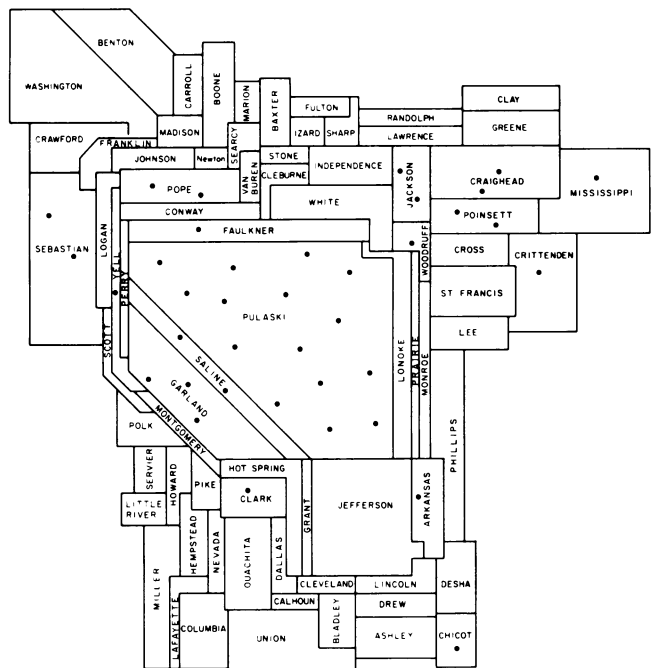 BENTON
WASHINGTON
CARROLL
BOONE
MARION
BAXTER
FULTON
CLAY
RANDOLPH
GREENE
CRAWFORD
FRANKLIN
MADISON
SEARCY
IZARD
SHARP
LAWRENCE
JOHNSON
Newton
STONE
INDEPENDENCE
CLEBURNE
JACKSON
CRAIGHEAD
MISSISSIPPI
POPE
VAN
BUREN
WHITE
POINSETT
CONWAY
SEBASTIAN
LOGAN
FAULKNER
WOODRUFF
CROSS
CRITTENDEN
YELL
PERRY
PULASKI
ST FRANCIS
SCOTT
SALINE
LONOKE
PRAIRIE
MONROE
LEE
GARLAND
MONTGOMERY
POLK
PHILLIPS
SERVIER
HOWARD
PIKE
HOT SPRING
CLARK
GRANT
JEFFERSON
ARKANSAS
LITTLE
RIVER
HEMPSTEAD
NEVADA
OUACHITA
DALLAS
MILLER
CLEVELAND
LINCOLN
DESHA
LAFAYETTE
COLUMBIA
CALHOUN
BLADLEY
DREW
UNION
ASHLEY
CHICOT